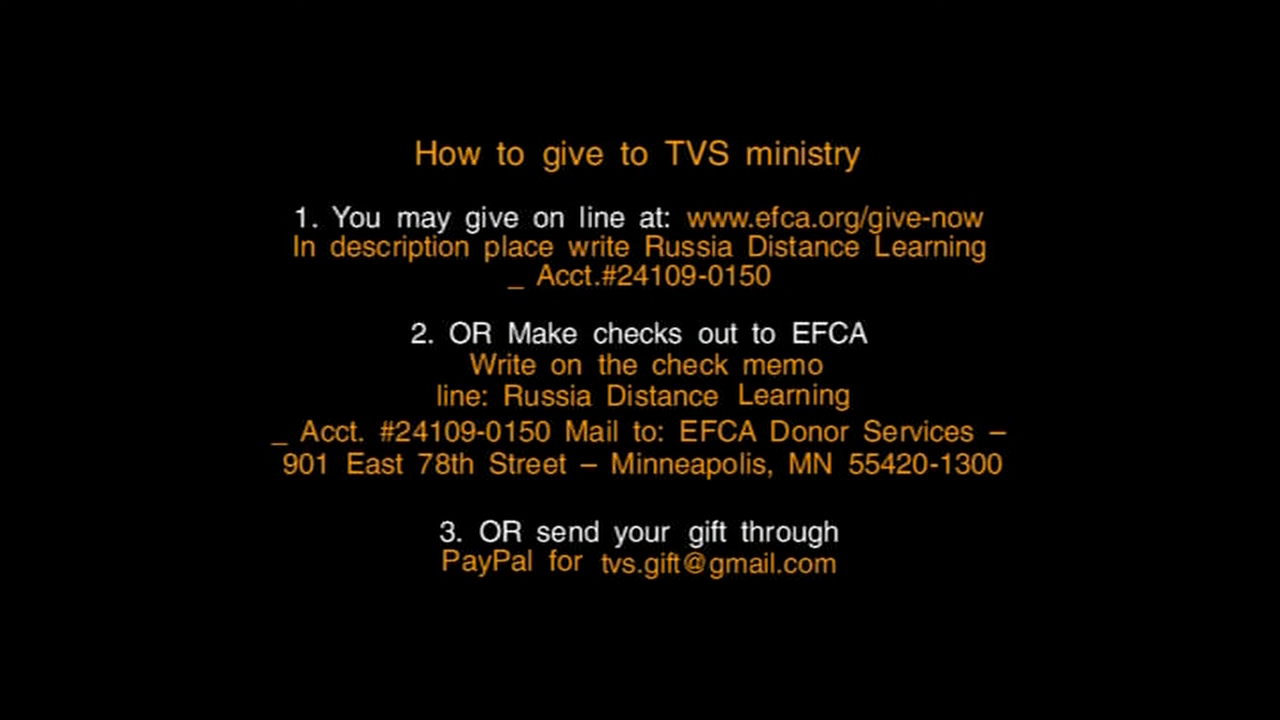 How to give to TVS ministry
1. You may give on line at: www.efca.org/give-now
In description place write Russia Distance Learning
_ Acct.#24109-0150
2. OR Make checks out to EFCA
Write on the check memo
line: Russia Distance Learning
_ Acct. #24109-0150 Mail to: EFCA Donor Services –
901 East 78th Street – Minneapolis, MN 55420-1300
3. OR send your gift through
PayPal for tvs.gift@gmail.com